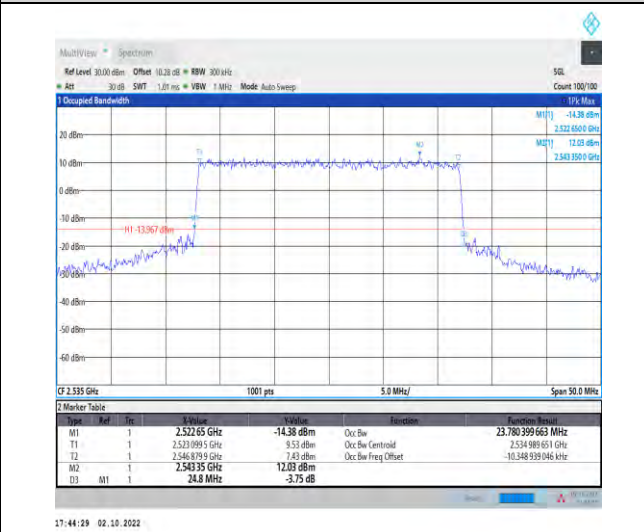 MultiView Spectrum
Ref Level 30.00 dBm Offset 10.28 dB RBW 300 kHz SGL
Att 30 dB SWT 1.01 ms VBW 1 MHz Mode Auto Sweep Count 100/100
1 Occupied Bandwidth 1Pk Max
M1[1] -14.38 dBm
2.522 650 0 GHz
M2[1] 12.03 dBm
2.543 350 0 GHz
20 dBm
M2
T1 T2
10 dBm
0 dBm
-10 dBm
H1 -13.967 dBm
-20 dBm
-30 dBm
-40 dBm
-50 dBm
-60 dBm
CF 2.535 GHz 1001 pts 5.0 MHz/ Span 50.0 MHz
2 Marker Table
Type Ref Trc X-Value Y-Value Function Function Result
M1 1 2.522 65 GHz -14.38 dBm Occ Bw 23.780 399 663 MHz
T1 1 2.523 099 5 GHz 9.53 dBm Occ Bw Centroid 2.534 989 651 GHz
T2 1 2.546 879 9 GHz 7.43 dBm Occ Bw Freq Offset -10.348 939 046 kHz
M2 1 2.543 35 GHz 12.03 dBm
D3 M1 1 24.8 MHz -3.75 dB
17:44:29 02.10.2022